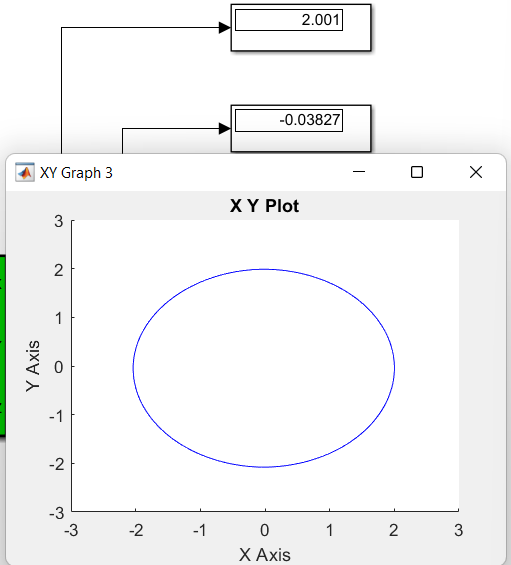 2.001
-0.03827
XY Graph 3
X Y Plot
3
2
1
0
-1
-2
-3
Y Axis
-3 -2 -1 0 1 2 3
X Axis